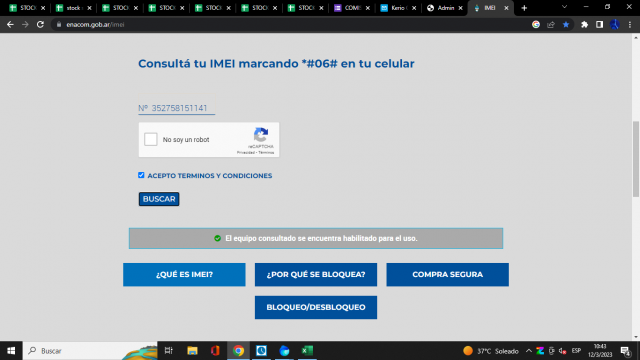 STOCK
stock
STOCK
STOCK
STOCK
STOCK
STOCK
COMIS
Kerio
Admin
IMEI
enacom.gob.ar/imei
Consultá tu IMEI marcando *#06# en tu celular
Nº 352758151141
No soy un robot
reCAPTCHA
Privacidad - Términos
ACEPTO TERMINOS Y CONDICIONES
BUSCAR
El equipo consultado se encuentra habilitado para el uso.
¿QUÉ ES IMEI?
¿POR QUÉ SE BLOQUEA?
COMPRA SEGURA
BLOQUEO/DESBLOQUEO
Buscar
37°C Soleado
ESP
10:43
12/3/2023